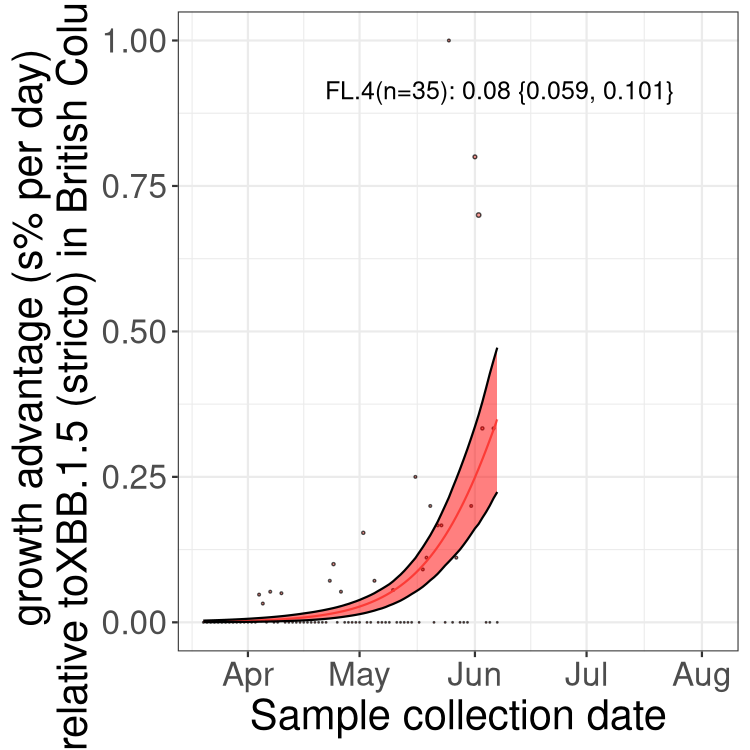 growth advantage (s% per day)
relative toXBB.1.5 (stricto) in British Colu
1.00
0.75
0.50
0.25
0.00
FL.4(n=35): 0.08 {0.059, 0.101}
Apr May Jun Jul Aug
Sample collection date